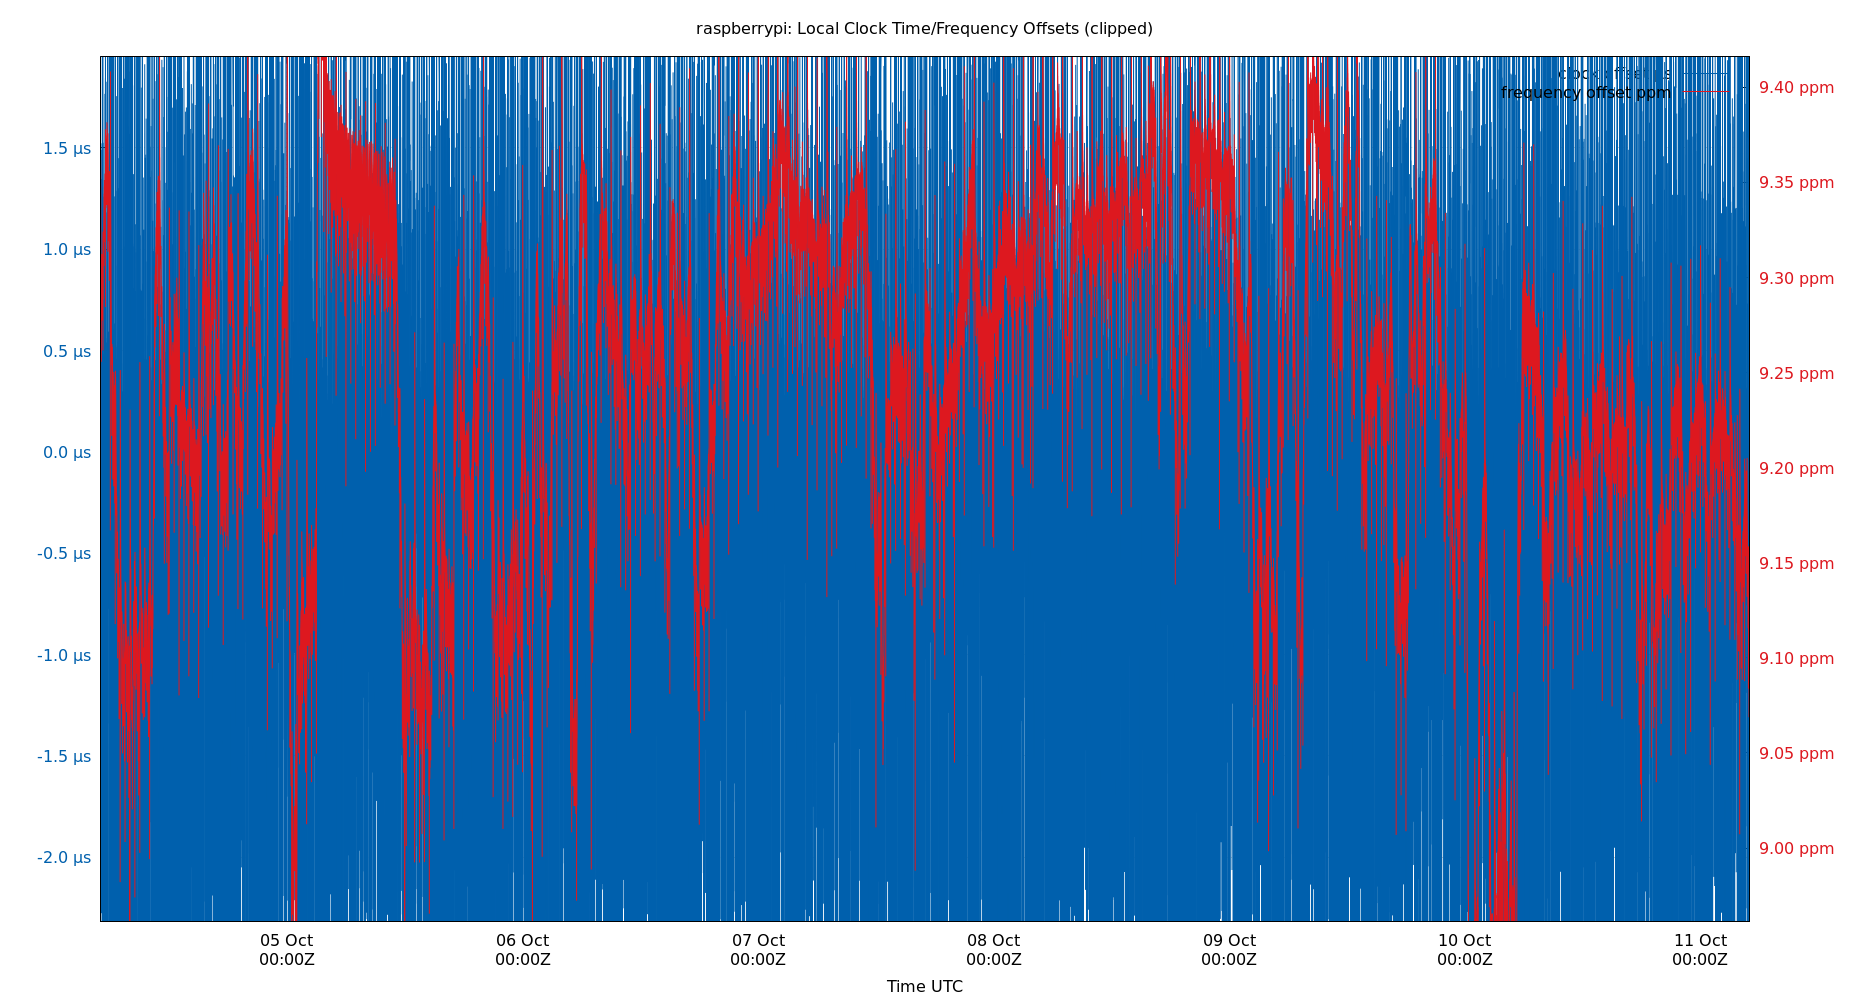 raspberrypi: Local Clock Time/Frequency Offsets (clipped)
clock offset µs
frequency offset ppm
1.5 µs
1.0 µs
0.5 µs
0.0 µs
-0.5 µs
-1.0 µs
-1.5 µs
-2.0 µs
9.40 ppm
9.35 ppm
9.30 ppm
9.25 ppm
9.20 ppm
9.15 ppm
9.10 ppm
9.05 ppm
9.00 ppm
05 Oct 06 Oct 07 Oct 08 Oct 09 Oct 10 Oct 11 Oct
00:00Z 00:00Z 00:00Z 00:00Z 00:00Z 00:00Z 00:00Z
Time UTC